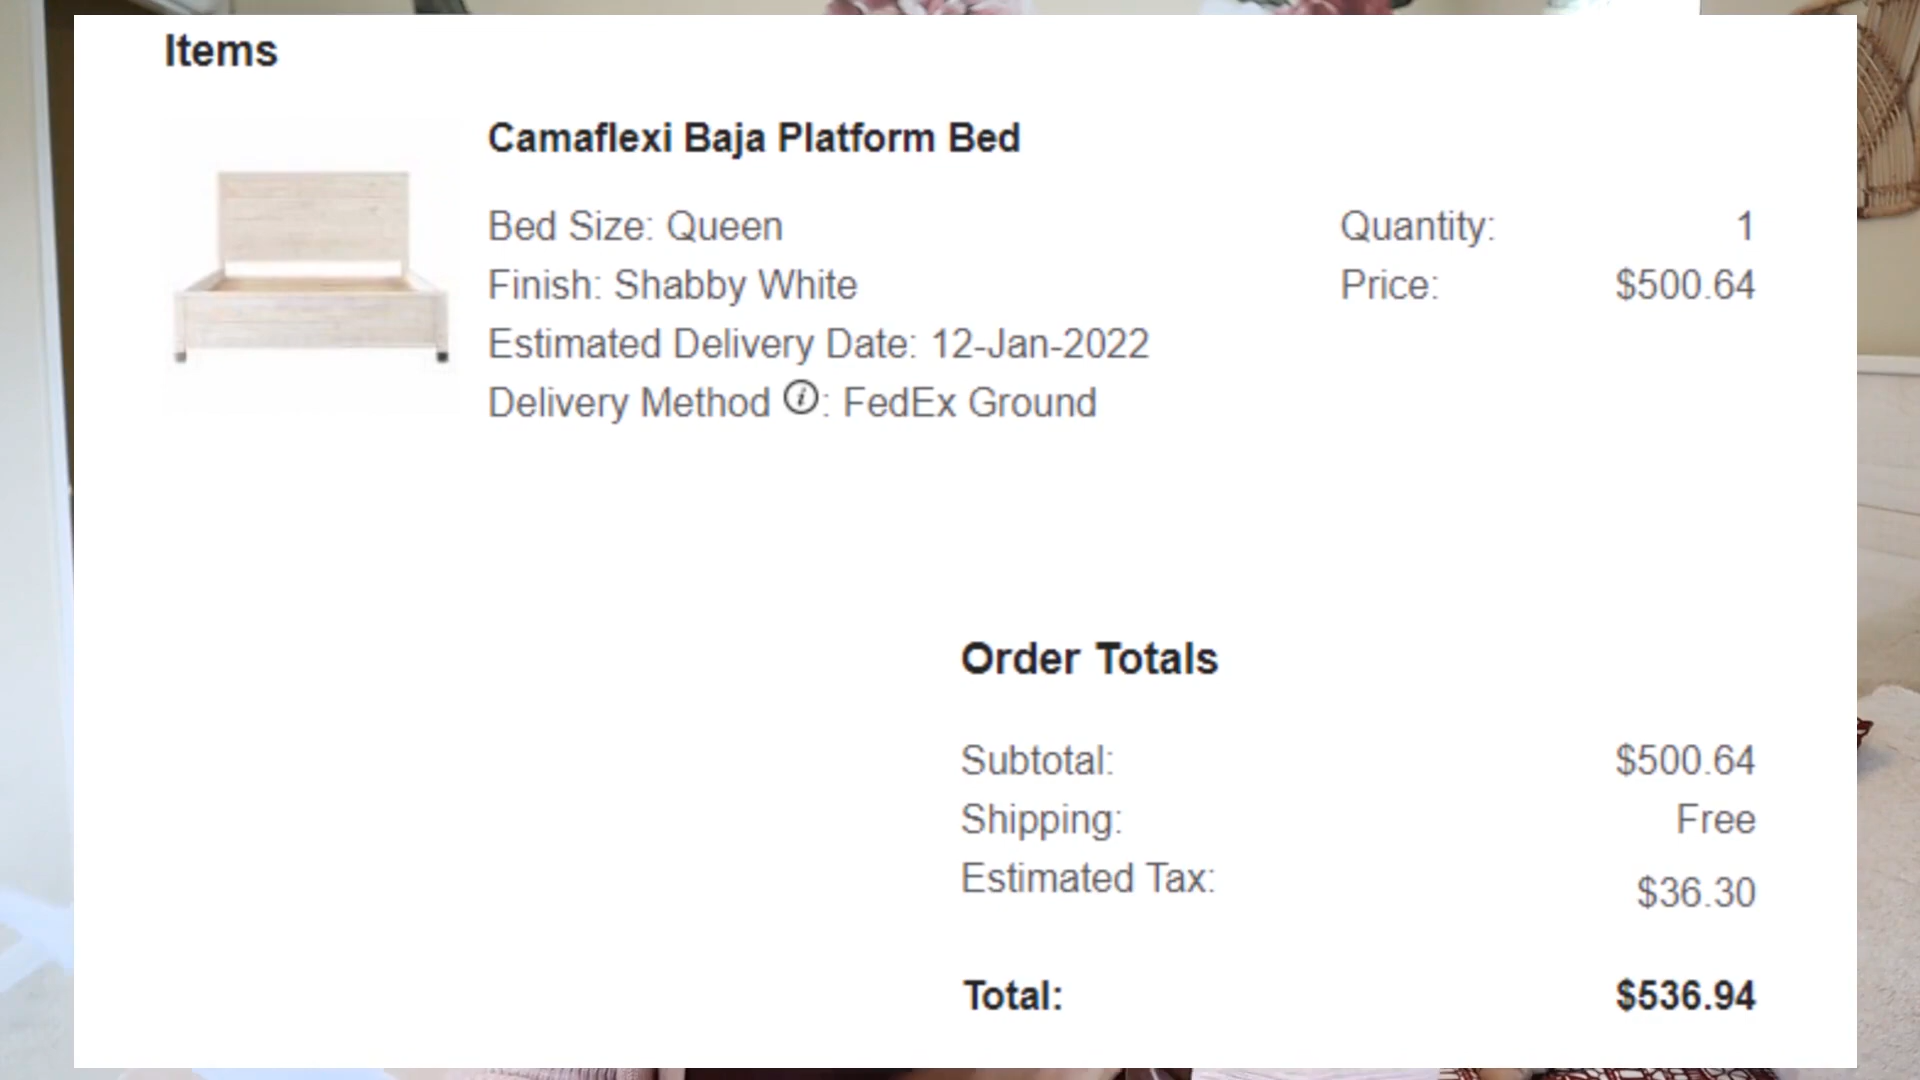 Items
Camaflexi Baja Platform Bed
Bed Size: Queen
Quantity: 1
Finish: Shabby White
Price: $500.64
Estimated Delivery Date: 12-Jan-2022
Delivery Method ⓘ: FedEx Ground
Order Totals
Subtotal: $500.64
Shipping: Free
Estimated Tax: $36.30
Total: $536.94